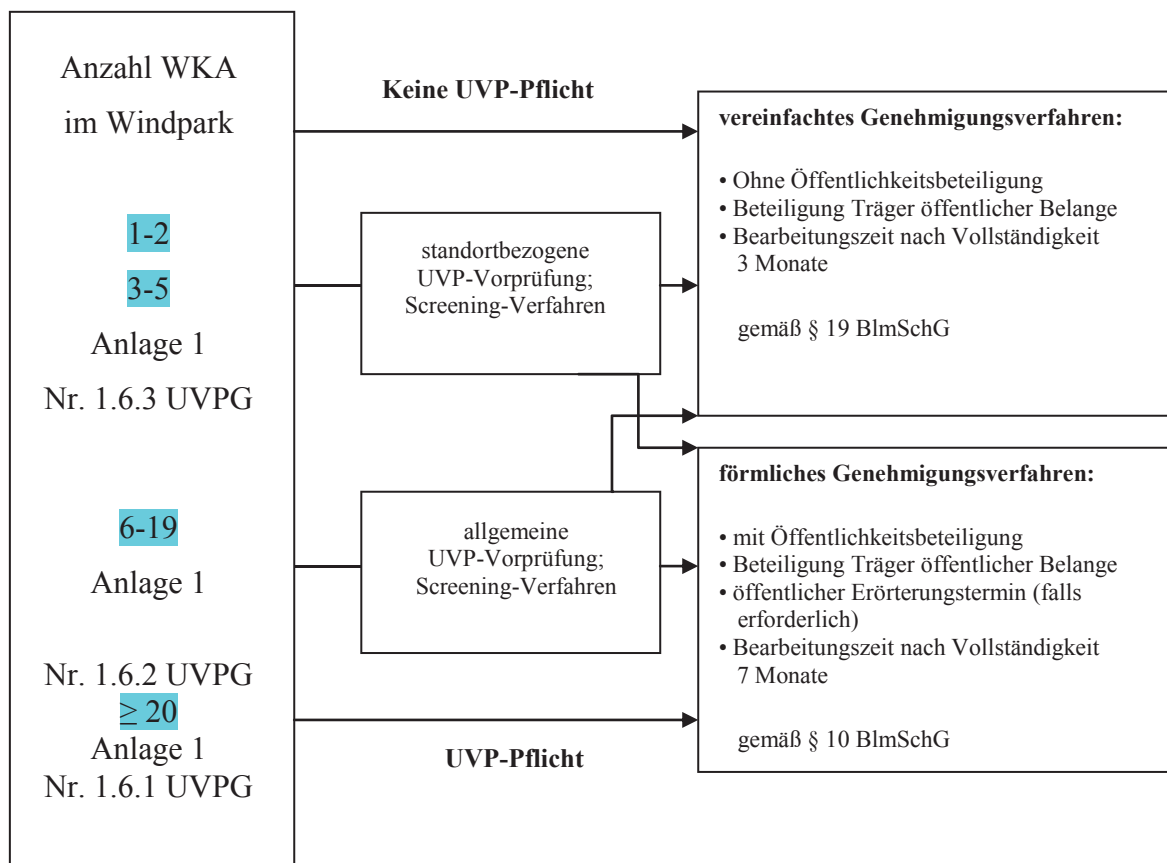 Anzahl WKA
im Windpark
1-2
3-5
Anlage 1
Nr. 1.6.3 UVPG
6-19
Anlage 1
Nr. 1.6.2 UVPG
≥ 20
Anlage 1
Nr. 1.6.1 UVPG
Keine UVP-Pflicht
standortbezogene
UVP-Vorprüfung;
Screening-Verfahren
allgemeine
UVP-Vorprüfung;
Screening-Verfahren
UVP-Pflicht
vereinfachtes Genehmigungsverfahren:
• Ohne Öffentlichkeitsbeteiligung
• Beteiligung Träger öffentlicher Belange
• Bearbeitungszeit nach Vollständigkeit
3 Monate
gemäß § 19 BlmSchG
förmliches Genehmigungsverfahren:
• mit Öffentlichkeitsbeteiligung
• Beteiligung Träger öffentlicher Belange
• öffentlicher Erörterungstermin (falls
erforderlich)
• Bearbeitungszeit nach Vollständigkeit
7 Monate
gemäß § 10 BlmSchG